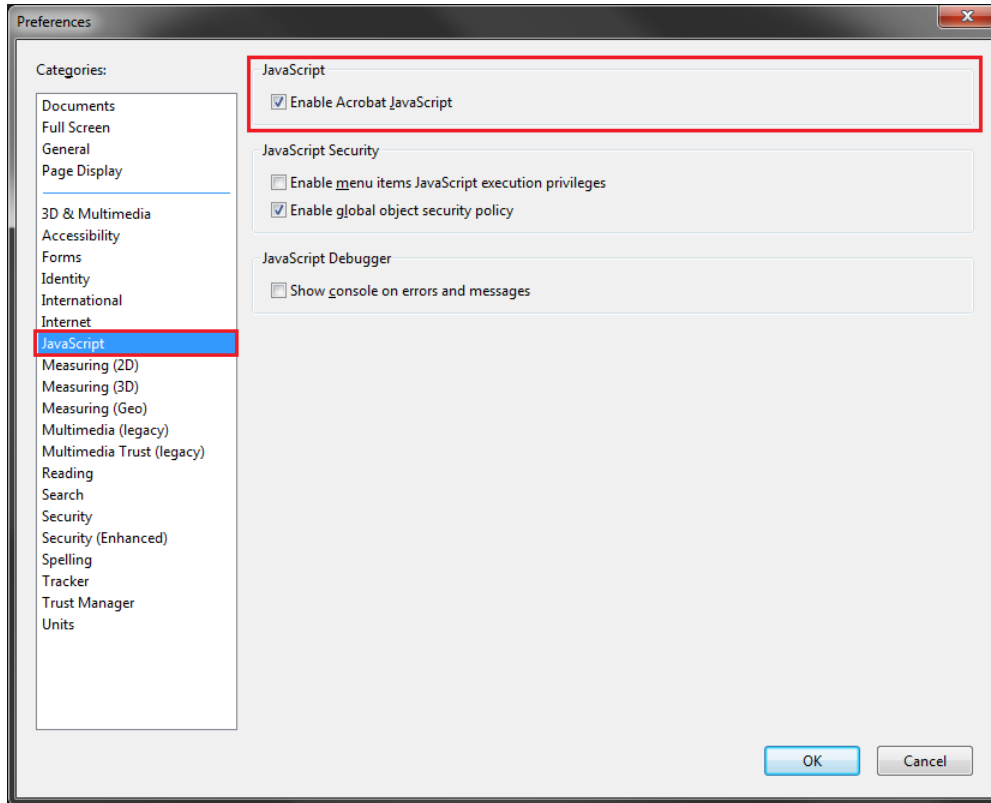 Preferences
Categories:
Documents
Full Screen
General
Page Display
3D & Multimedia
Accessibility
Forms
Identity
International
Internet
JavaScript
Measuring (2D)
Measuring (3D)
Measuring (Geo)
Multimedia (legacy)
Multimedia Trust (legacy)
Reading
Search
Security
Security (Enhanced)
Spelling
Tracker
Trust Manager
Units
JavaScript
Enable Acrobat JavaScript
JavaScript Security
Enable menu items JavaScript execution privileges
Enable global object security policy
JavaScript Debugger
Show console on errors and messages
OK
Cancel